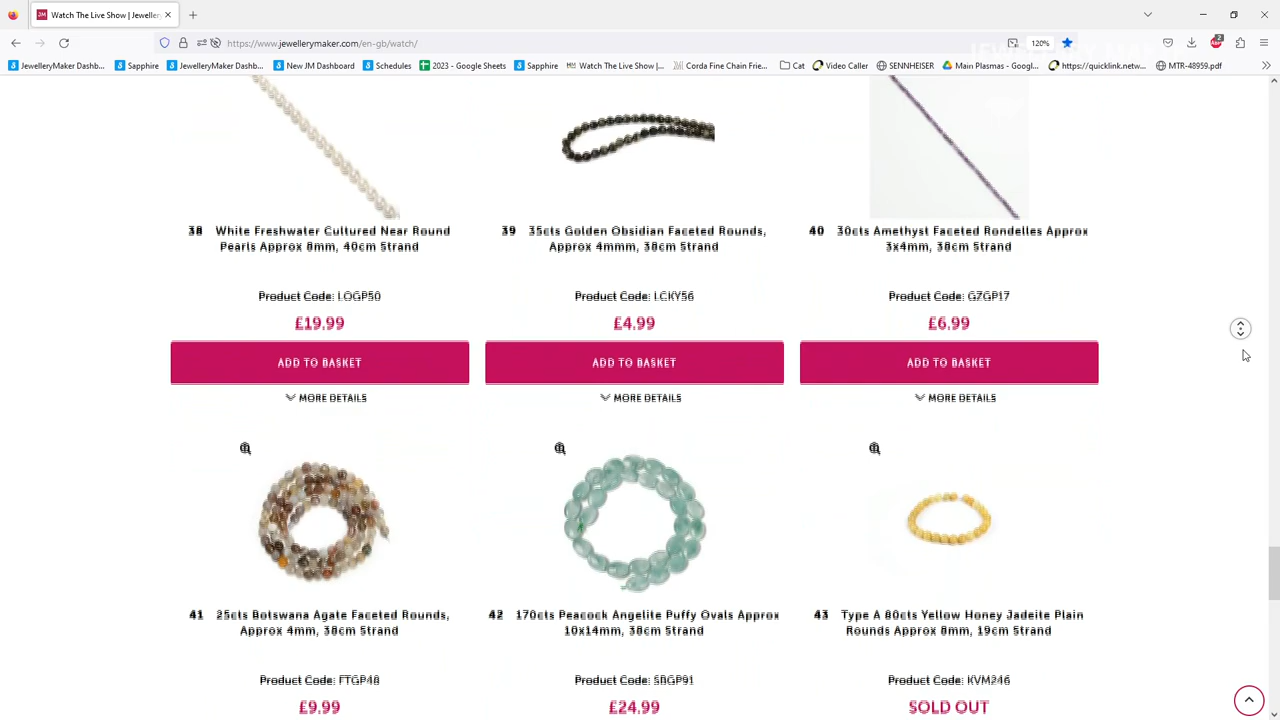 JM Watch The Live Show | Jeweller
https://www.jewellerymaker.com/en-gb/watch/
120%
2
JewelleryMaker Dashb...
Sapphire
JewelleryMaker Dashb...
New JM Dashboard
Schedules
2023 - Google Sheets
Sapphire
Watch The Live Show |...
Corda Fine Chain Frie...
Cat
Video Caller
SENNHEISER
Main Plasmas - Googl...
https://quicklink.netw...
MTR-48959.pdf
38 White Freshwater Cultured Near Round
Pearls Approx 8mm, 40cm Strand
Product Code: LOGP50
£19.99
ADD TO BASKET
MORE DETAILS
39 35cts Golden Obsidian Faceted Rounds,
Approx 4mmm, 38cm Strand
Product Code: LCKY56
£4.99
ADD TO BASKET
MORE DETAILS
40 30cts Amethyst Faceted Rondelles Approx
3x4mm, 38cm Strand
Product Code: GZGP17
£6.99
ADD TO BASKET
MORE DETAILS
41 25cts Botswana Agate Faceted Rounds,
Approx 4mm, 38cm Strand
Product Code: FTGP48
£9.99
42 170cts Peacock Angelite Puffy Ovals Approx
10x14mm, 38cm Strand
Product Code: SBGP91
£24.99
43 Type A 80cts Yellow Honey Jadeite Plain
Rounds Approx 8mm, 19cm Strand
Product Code: KVM246
SOLD OUT